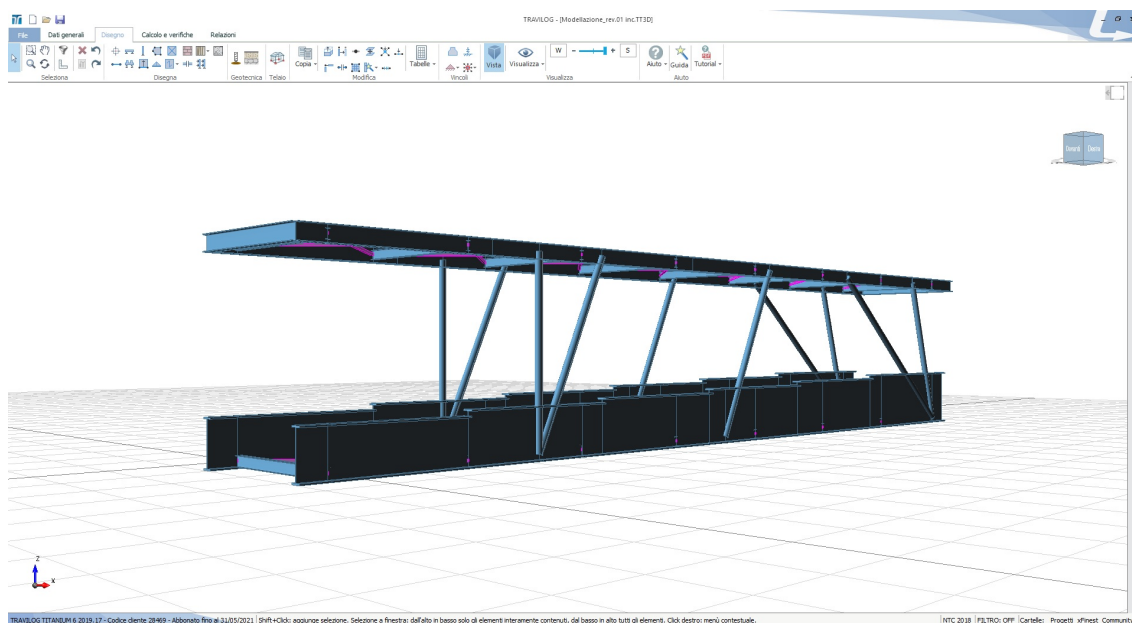 TRAVILOG - [Modellazione_rev.01 inc.TT3D]
File Dati generali Disegno Calcolo e verifiche Relazioni
W - + S
Copia Tabelle Vista Visualizza Aiuto Guida Tutorial
Seleziona Disegna Geotecnica Telaio Modifica Vincoli Visualizza Aiuto
Z
X
TRAVILOG TITANIUM 6 2019.17 - Codice cliente 28469 - Abbonato fino al 31/05/2021 Shift+Click: aggiunge selezione. Selezione a finestra: dall'alto in basso solo gli elementi interamente contenuti, dal basso in alto tutti gli elementi. Click destro: menù contestuale. NTC 2018 FILTRO: OFF Cartelle: Progetti xFinest Community